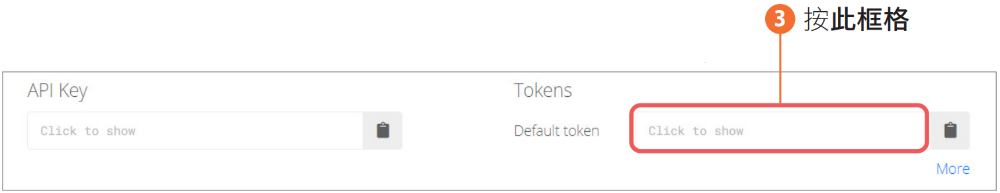 3 按此框格
API Key
Tokens
Click to show
Default token
Click to show
More